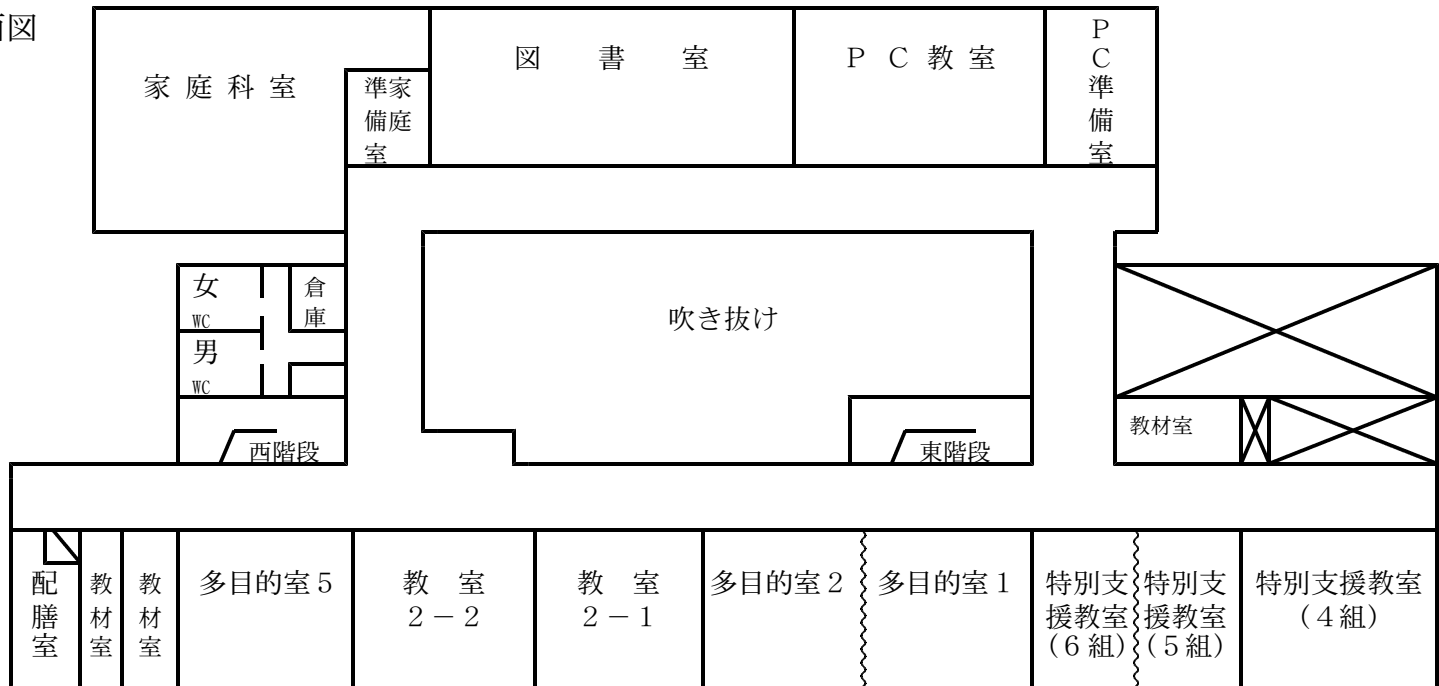 面図
家庭科室
家庭
準備室
図書室
ＰＣ教室
ＰＣ準備室
女
WC
倉庫
男
WC
吹き抜け
西階段
東階段
教材室
配膳室
教材室
教材室
多目的室５
教室
２－２
教室
２－１
多目的室２
多目的室１
特別支
援教室
(６組)
特別支
援教室
(５組)
特別支援教室
(４組)